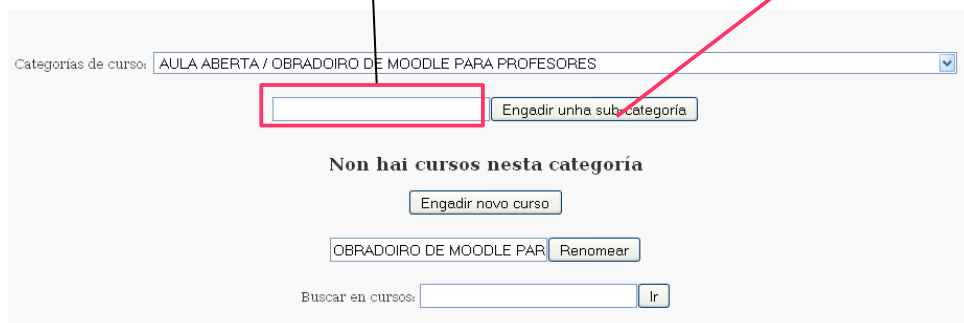 Categorías de curso: AULA ABERTA / OBRADOIRO DE MOODLE PARA PROFESORES
Engadir unha sub-categoría
Non hai cursos nesta categoría
Engadir novo curso
OBRADOIRO DE MOODLE PAR Renomear
Buscar en cursos: Ir